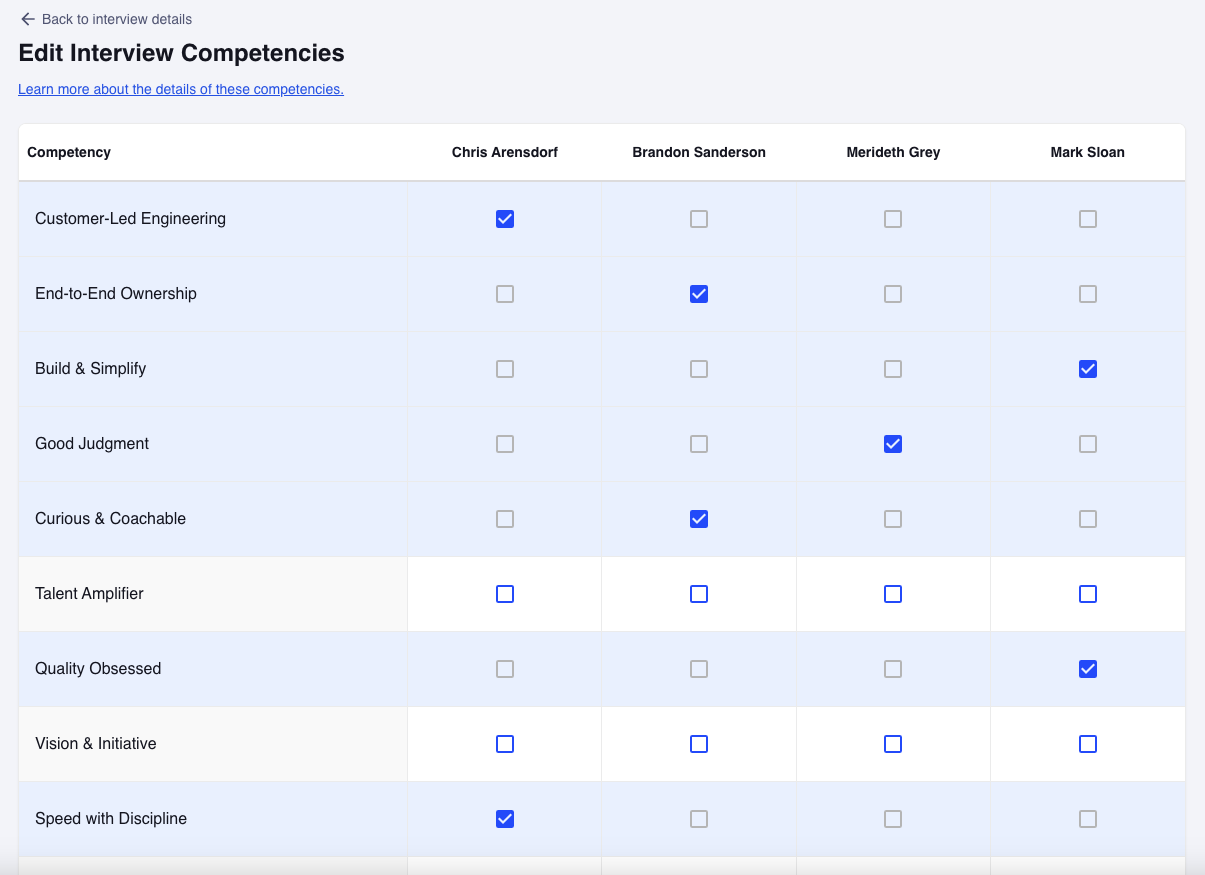 Back to interview details
Edit Interview Competencies
Learn more about the details of these competencies.
Competency Chris Arensdorf Brandon Sanderson Merideth Grey Mark Sloan
Customer-Led Engineering
End-to-End Ownership
Build & Simplify
Good Judgment
Curious & Coachable
Talent Amplifier
Quality Obsessed
Vision & Initiative
Speed with Discipline